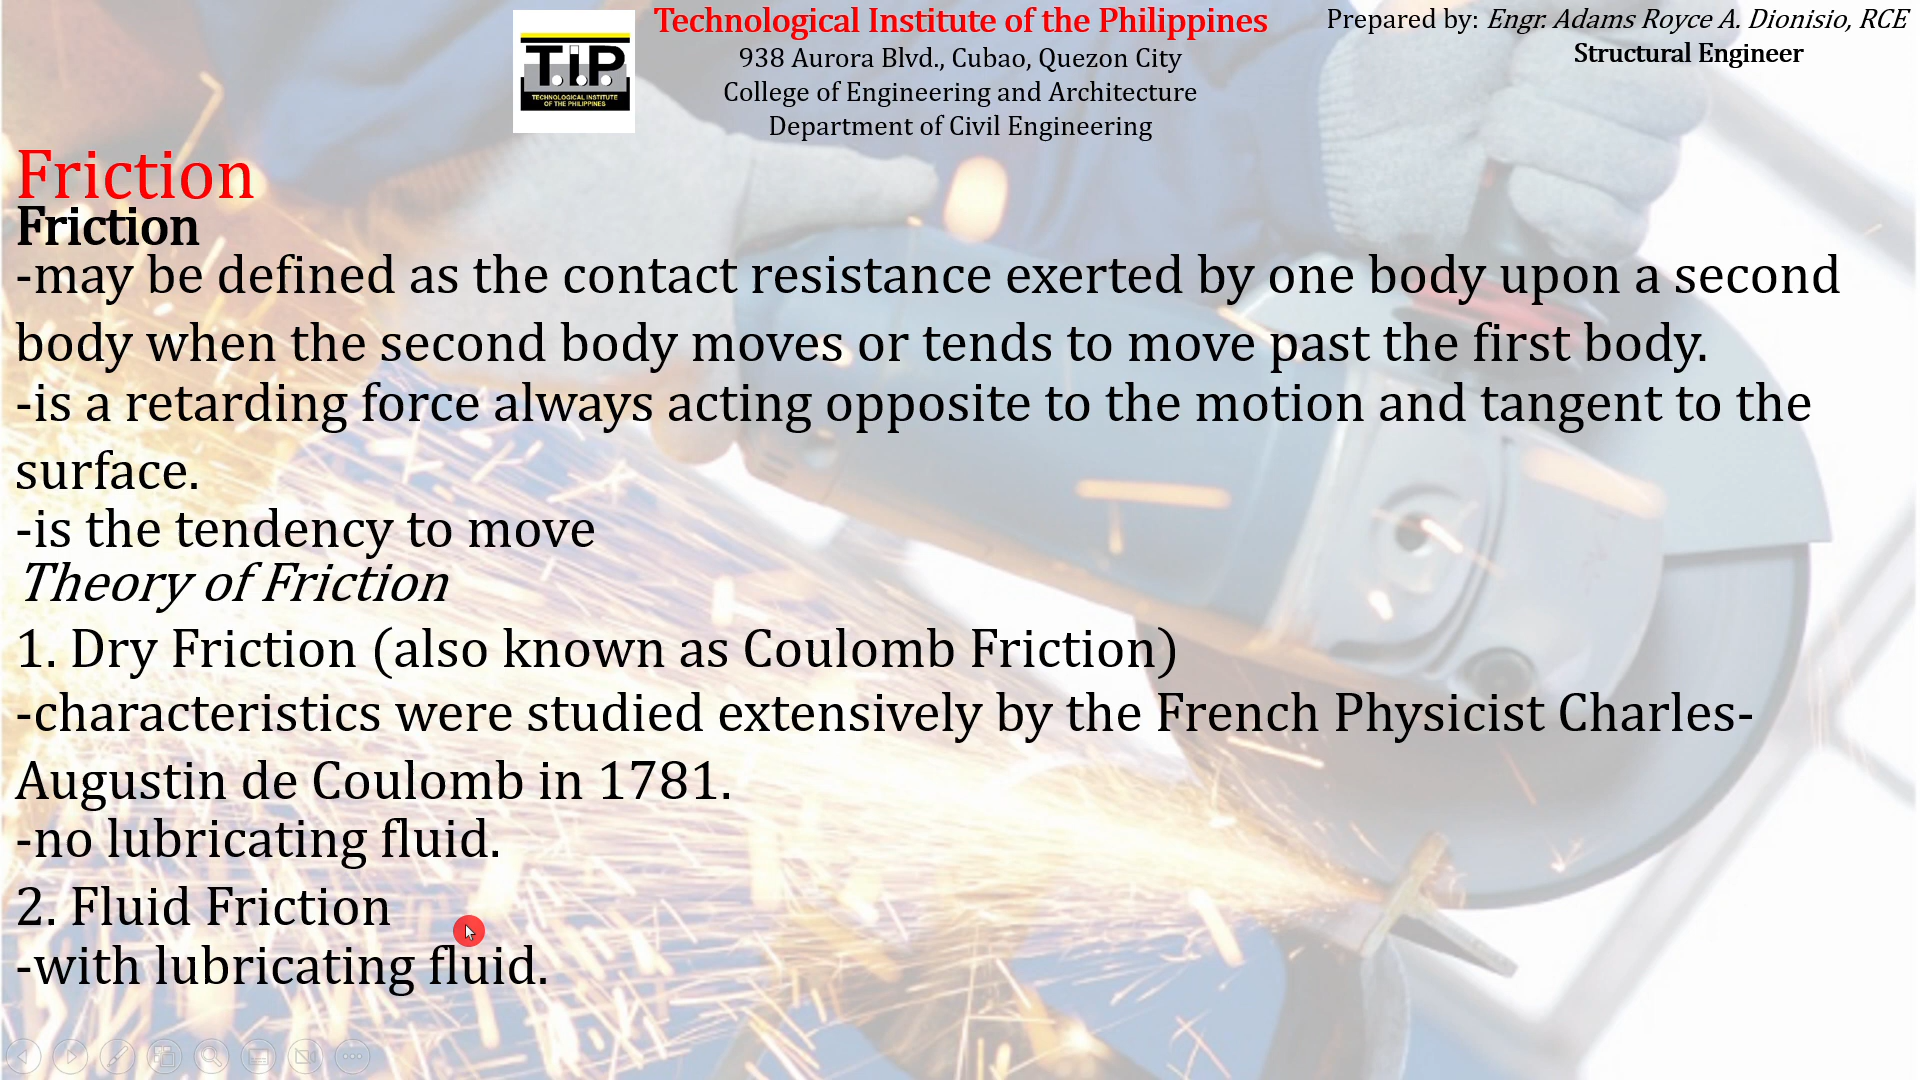 T.I.P
TECHNOLOGICAL INSTITUTE
OF THE PHILIPPINES
Technological Institute of the Philippines
938 Aurora Blvd., Cubao, Quezon City
College of Engineering and Architecture
Department of Civil Engineering
Prepared by: Engr. Adams Royce A. Dionisio, RCE
Structural Engineer
Friction
Friction
-may be defined as the contact resistance exerted by one body upon a second
body when the second body moves or tends to move past the first body.
-is a retarding force always acting opposite to the motion and tangent to the
surface.
-is the tendency to move
Theory of Friction
1. Dry Friction (also known as Coulomb Friction)
-characteristics were studied extensively by the French Physicist Charles-
Augustin de Coulomb in 1781.
-no lubricating fluid.
2. Fluid Friction
-with lubricating fluid.